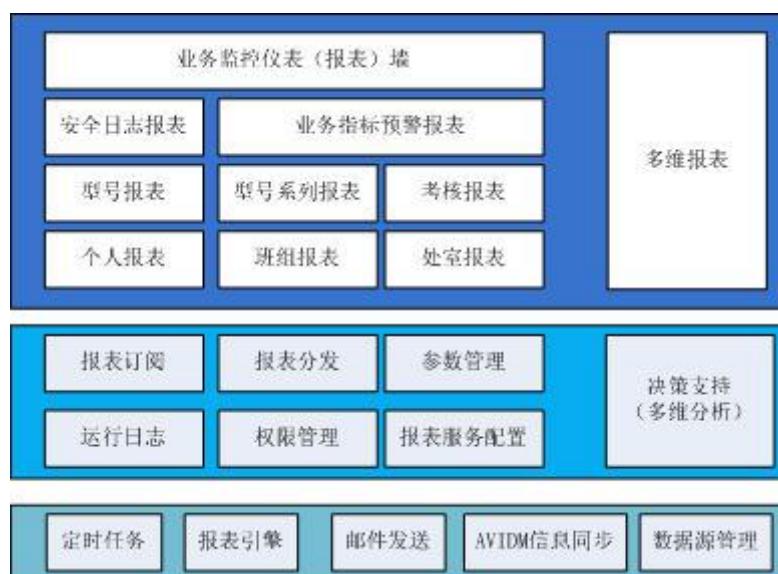 业务监控仪表（报表）墙
安全日志报表
业务指标预警报表
多维报表
型号报表
型号系列报表
考核报表
个人报表
班组报表
处室报表
报表订阅
报表分发
参数管理
决策支持
（多维分析）
运行日志
权限管理
报表服务配置
定时任务
报表引擎
邮件发送
AVIDM信息同步
数据源管理